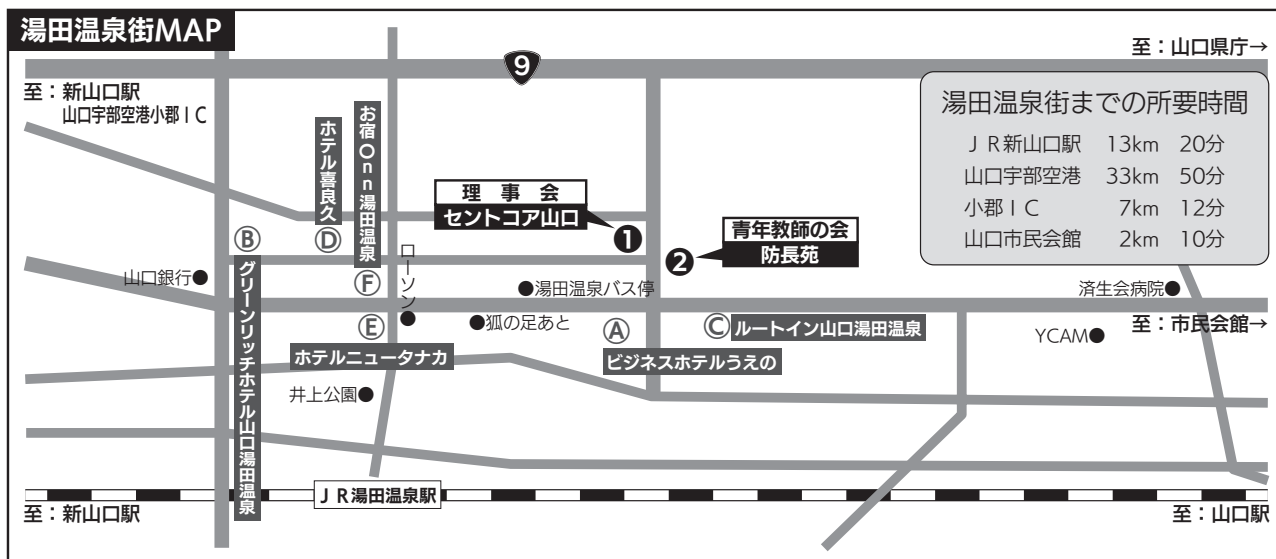 湯田温泉街MAP
9
至：山口県庁→
至：新山口駅
山口宇部空港小郡ＩＣ
湯田温泉街までの所要時間
ＪＲ新山口駅 13km 20分
山口宇部空港 33km 50分
小郡ＩＣ 7km 12分
山口市民会館 2km 10分
ホテル喜良久
Ⓓ
お宿Onn湯田温泉
Ⓕ
理事会
セントコア山口
❶
青年教師の会
防長苑
❷
Ⓑ
グリーンリッチホテル山口湯田温泉
山口銀行●
ローソン●
●湯田温泉バス停
済生会病院●
Ⓔ
ホテルニュータナカ
●狐の足あと
Ⓐ
ビジネスホテルうえの
Ⓒ
ルートイン山口湯田温泉
至：市民会館→
YCAM●
井上公園●
ＪＲ湯田温泉駅
至：新山口駅
至：山口駅